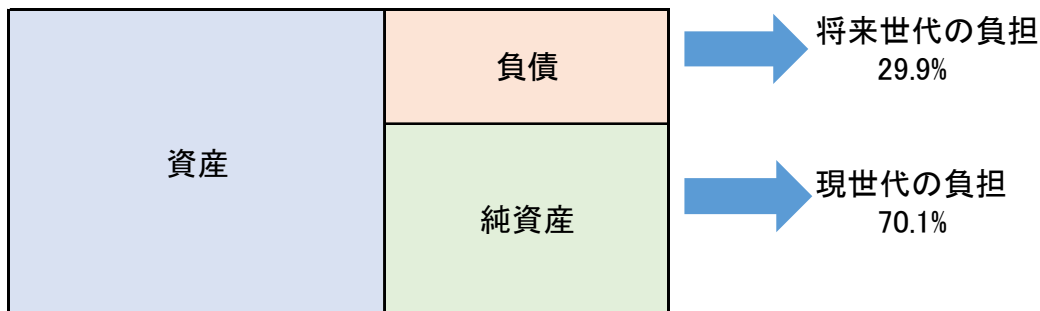 将来世代の負担
負債
29.9%
資産
現世代の負担
純資産
70.1%